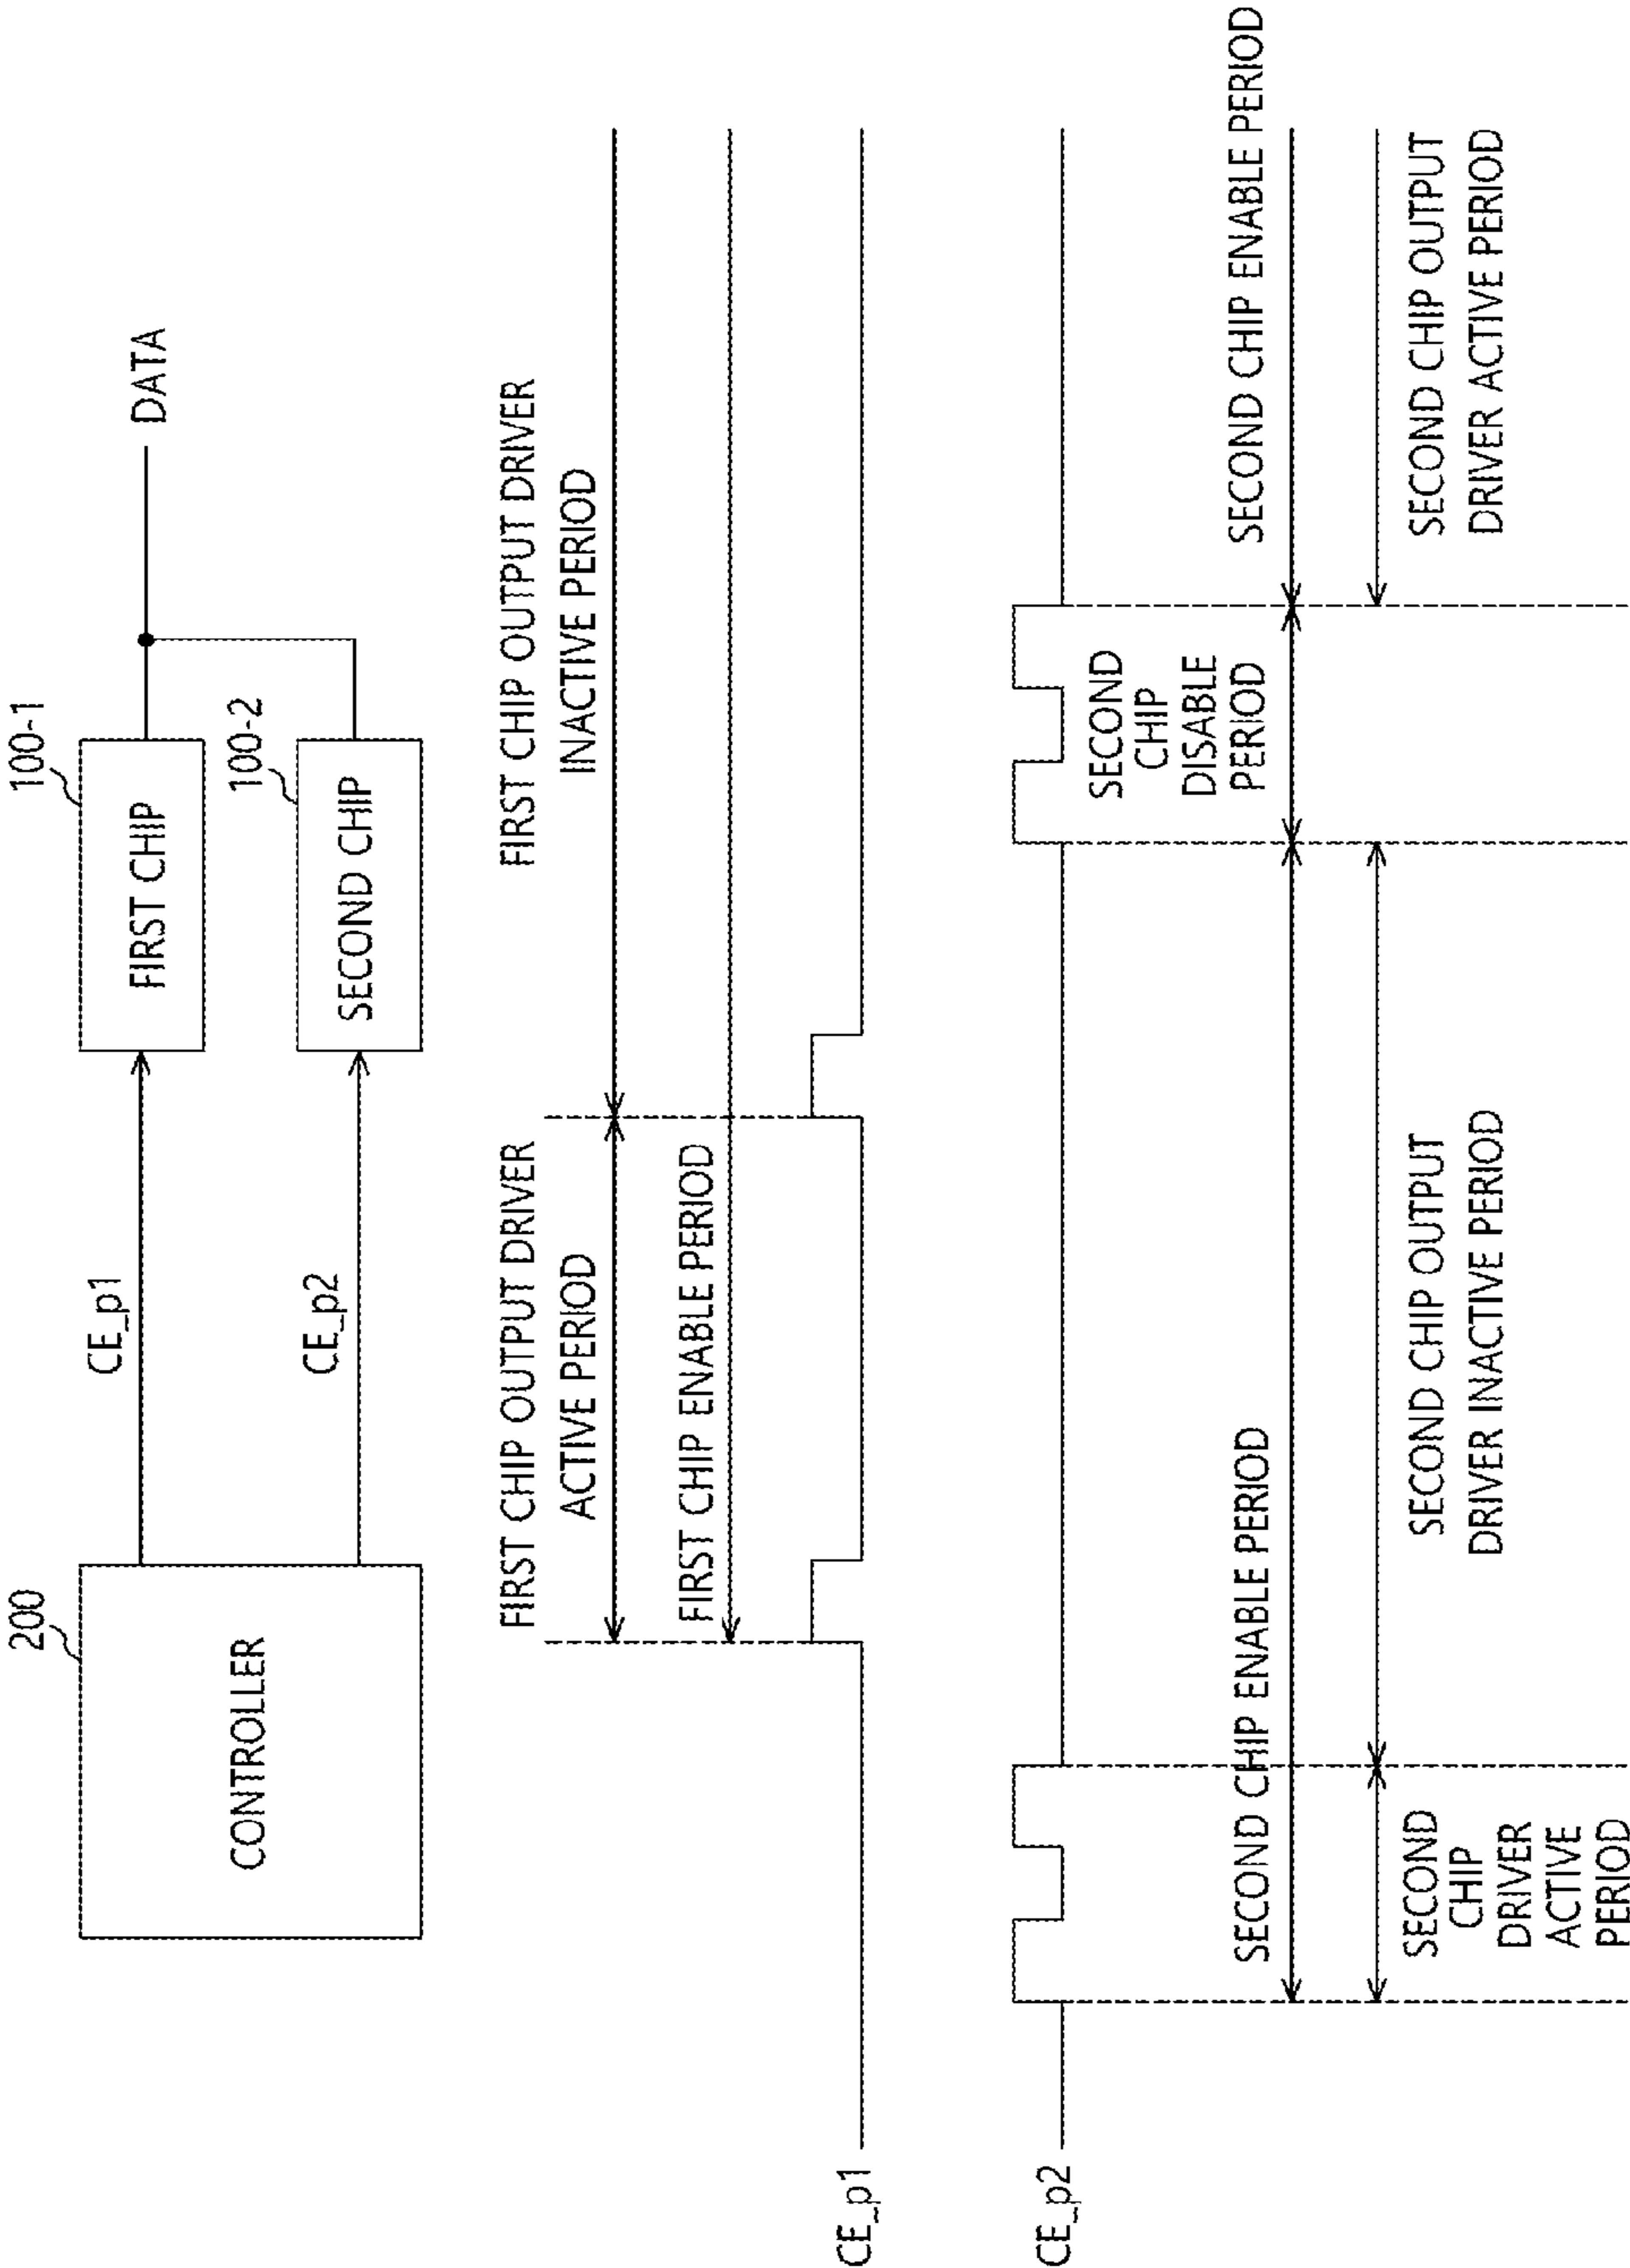 200
CONTROLLER
CE_p1
CE_p2
100-1
FIRST CHIP
100-2
SECOND CHIP
DATA
FIRST CHIP OUTPUT DRIVER
ACTIVE PERIOD
FIRST CHIP OUTPUT DRIVER
INACTIVE PERIOD
FIRST CHIP ENABLE PERIOD
CE_p1
CE_p2
SECOND
CHIP
DISABLE
PERIOD
SECOND CHIP ENABLE PERIOD
SECOND CHIP ENABLE PERIOD
SECOND
CHIP
DRIVER
ACTIVE
PERIOD
SECOND CHIP OUTPUT
DRIVER INACTIVE PERIOD
SECOND CHIP OUTPUT
DRIVER ACTIVE PERIOD